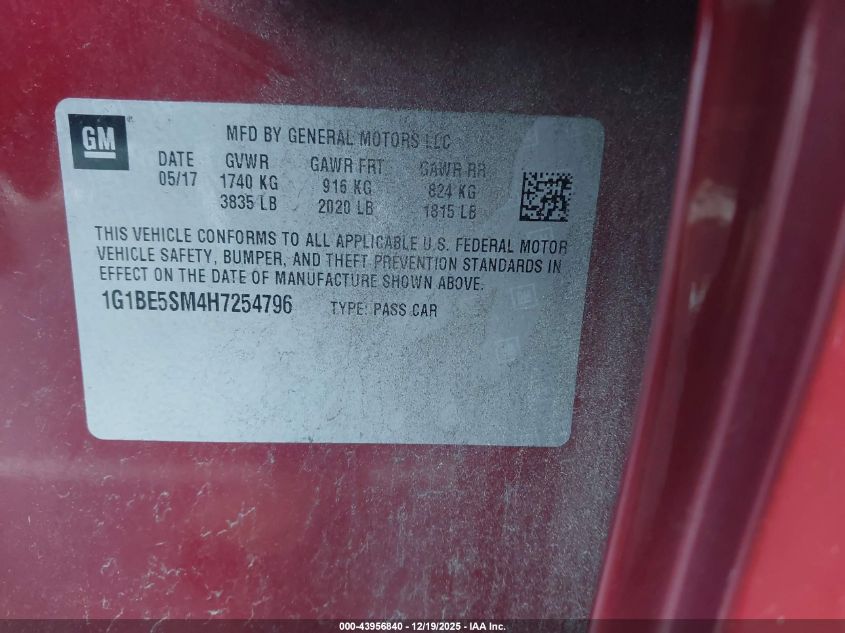 GM
MFD BY GENERAL MOTORS LLC
DATE GVWR GAWR FRT GAWR RR
05/17 1740 KG 916 KG 824 KG
3835 LB 2020 LB 1815 LB
THIS VEHICLE CONFORMS TO ALL APPLICABLE U.S. FEDERAL MOTOR
VEHICLE SAFETY, BUMPER, AND THEFT PREVENTION STANDARDS IN
EFFECT ON THE DATE OF MANUFACTURE SHOWN ABOVE.
1G1BE5SM4H7254796 TYPE: PASS CAR
000-43956840 - 12/19/2025 - IAA Inc.